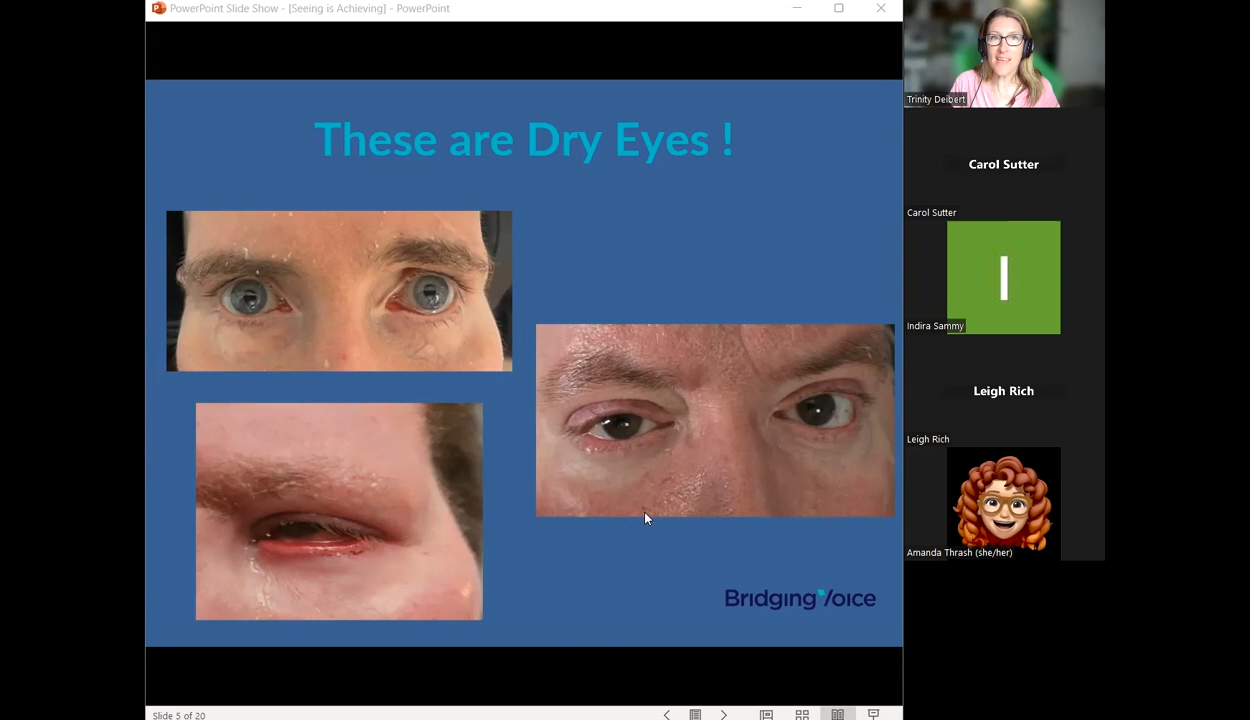 PowerPoint Slide Show - [Seeing is Achieving] - PowerPoint
These are Dry Eyes !
BridgingVoice
Slide 5 of 20
Trinity Deibert
Carol Sutter
Carol Sutter
I
Indira Sammy
Leigh Rich
Leigh Rich
Amanda Thrash (she/her)